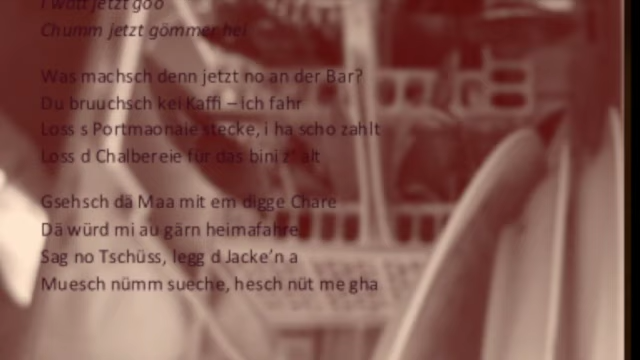 I wott jetzt goo
Chumm jetzt gömmer hei
Was machsch denn jetzt no an der Bar?
Du bruuchsch kei Kaffi – ich fahr
Loss s Portmaonaie stecke, i ha scho zahlt
Loss d Chalbereie für das bini z' alt
Gsehsch dä Maa mit em digge Chare
Dä würd mi au gärn heimafahre
Sag no Tschüss, legg d Jacke'n a
Muesch nümm sueche, hesch nüt me gha